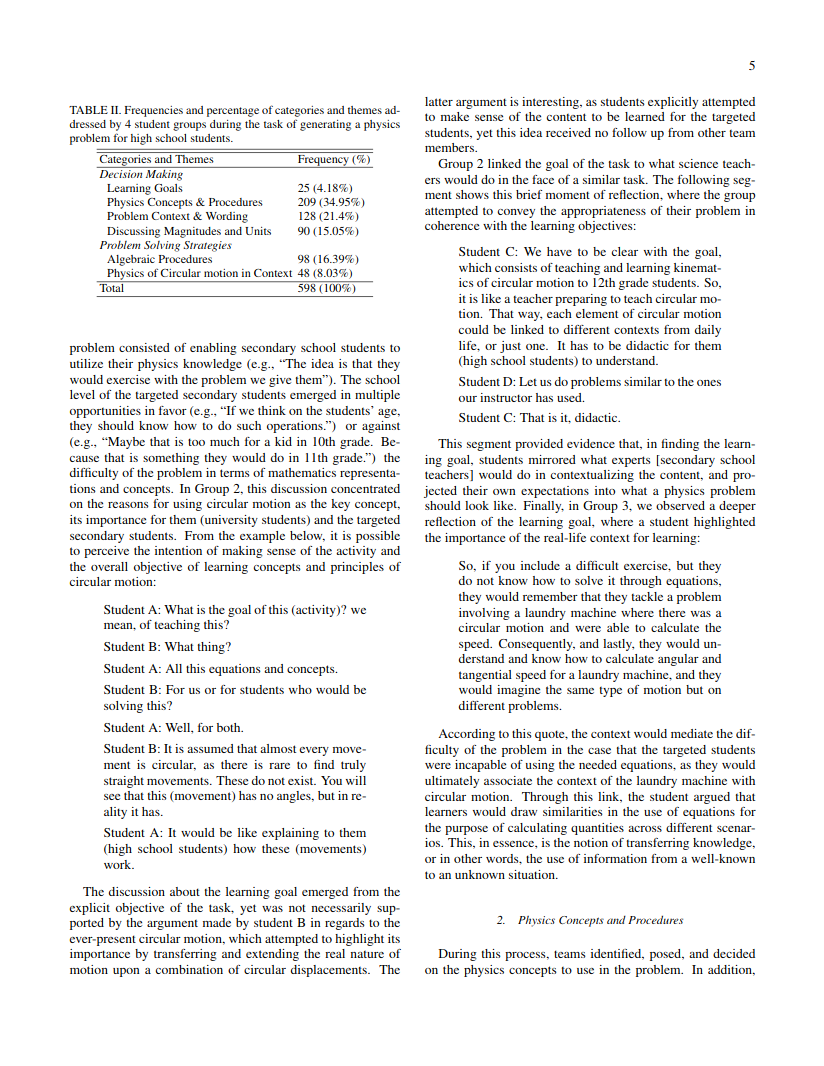 5
TABLE II. Frequencies and percentage of categories and themes ad-
dressed by 4 student groups during the task of generating a physics
problem for high school students.
Categories and Themes Frequency (%)
Decision Making
Learning Goals 25 (4.18%)
Physics Concepts & Procedures 209 (34.95%)
Problem Context & Wording 128 (21.4%)
Discussing Magnitudes and Units 90 (15.05%)
Problem Solving Strategies
Algebraic Procedures 98 (16.39%)
Physics of Circular motion in Context 48 (8.03%)
Total 598 (100%)
problem consisted of enabling secondary school students to
utilize their physics knowledge (e.g., “The idea is that they
would exercise with the problem we give them”). The school
level of the targeted secondary students emerged in multiple
opportunities in favor (e.g., “If we think on the students’ age,
they should know how to do such operations.”) or against
(e.g., “Maybe that is too much for a kid in 10th grade. Be-
cause that is something they would do in 11th grade.”) the
difficulty of the problem in terms of mathematics representa-
tions and concepts. In Group 2, this discussion concentrated
on the reasons for using circular motion as the key concept,
its importance for them (university students) and the targeted
secondary students. From the example below, it is possible
to perceive the intention of making sense of the activity and
the overall objective of learning concepts and principles of
circular motion:
Student A: What is the goal of this (activity)? we
mean, of teaching this?
Student B: What thing?
Student A: All this equations and concepts.
Student B: For us or for students who would be
solving this?
Student A: Well, for both.
Student B: It is assumed that almost every move-
ment is circular, as there is rare to find truly
straight movements. These do not exist. You will
see that this (movement) has no angles, but in re-
ality it has.
Student A: It would be like explaining to them
(high school students) how these (movements)
work.
The discussion about the learning goal emerged from the
explicit objective of the task, yet was not necessarily sup-
ported by the argument made by student B in regards to the
ever-present circular motion, which attempted to highlight its
importance by transferring and extending the real nature of
motion upon a combination of circular displacements. The
latter argument is interesting, as students explicitly attempted
to make sense of the content to be learned for the targeted
students, yet this idea received no follow up from other team
members.
Group 2 linked the goal of the task to what science teach-
ers would do in the face of a similar task. The following seg-
ment shows this brief moment of reflection, where the group
attempted to convey the appropriateness of their problem in
coherence with the learning objectives:
Student C: We have to be clear with the goal,
which consists of teaching and learning kinemat-
ics of circular motion to 12th grade students. So,
it is like a teacher preparing to teach circular mo-
tion. That way, each element of circular motion
could be linked to different contexts from daily
life, or just one. It has to be didactic for them
(high school students) to understand.
Student D: Let us do problems similar to the ones
our instructor has used.
Student C: That is it, didactic.
This segment provided evidence that, in finding the learn-
ing goal, students mirrored what experts [secondary school
teachers] would do in contextualizing the content, and pro-
jected their own expectations into what a physics problem
should look like. Finally, in Group 3, we observed a deeper
reflection of the learning goal, where a student highlighted
the importance of the real-life context for learning:
So, if you include a difficult exercise, but they
do not know how to solve it through equations,
they would remember that they tackle a problem
involving a laundry machine where there was a
circular motion and were able to calculate the
speed. Consequently, and lastly, they would un-
derstand and know how to calculate angular and
tangential speed for a laundry machine, and they
would imagine the same type of motion but on
different problems.
According to this quote, the context would mediate the dif-
ficulty of the problem in the case that the targeted students
were incapable of using the needed equations, as they would
ultimately associate the context of the laundry machine with
circular motion. Through this link, the student argued that
learners would draw similarities in the use of equations for
the purpose of calculating quantities across different scenar-
ios. This, in essence, is the notion of transferring knowledge,
or in other words, the use of information from a well-known
to an unknown situation.
2. Physics Concepts and Procedures
During this process, teams identified, posed, and decided
on the physics concepts to use in the problem. In addition,